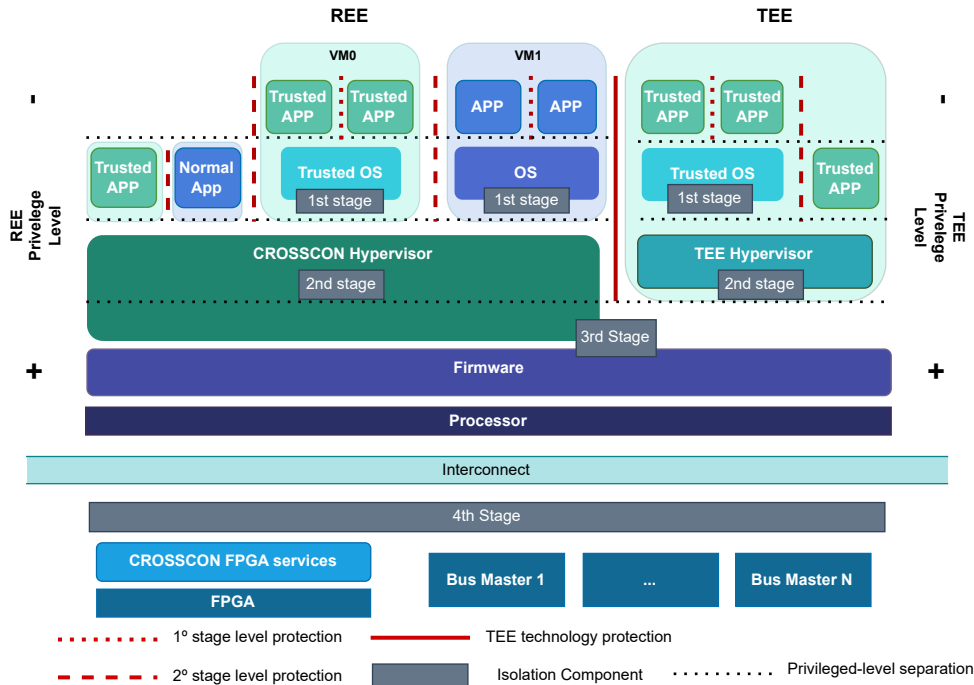 REE
TEE
VM0
VM1
-
-
Trusted
APP
Trusted
APP
APP
APP
Trusted
APP
Trusted
APP
Trusted
APP
Normal
App
Trusted OS
1st stage
OS
1st stage
Trusted OS
1st stage
Trusted
APP
REE
Privilege
Level
TEE
Privilege
Level
CROSSCON Hypervisor
2nd stage
TEE Hypervisor
2nd stage
3rd Stage
+
+
Firmware
Processor
Interconnect
4th Stage
CROSSCON FPGA services
FPGA
Bus Master 1
...
Bus Master N
1º stage level protection
TEE technology protection
2º stage level protection
Isolation Component
Privileged-level separation